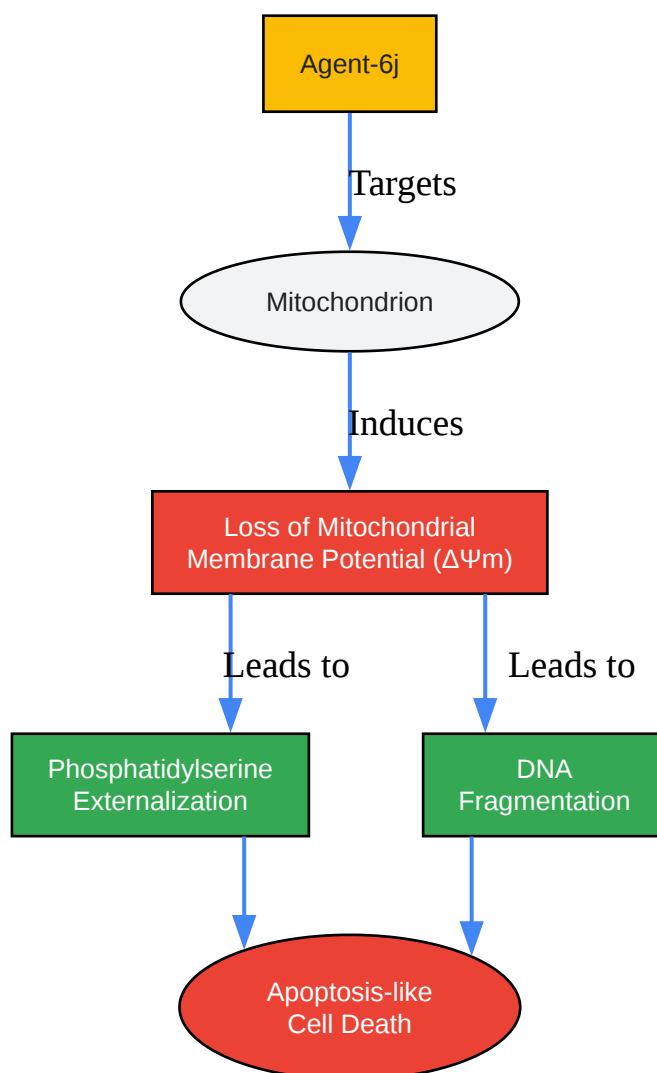 Agent-6j
Targets
Mitochondrion
Induces
Loss of Mitochondrial
Membrane Potential (ΔΨm)
Leads to
Leads to
Phosphatidylserine
Externalization
DNA
Fragmentation
Apoptosis-like
Cell Death